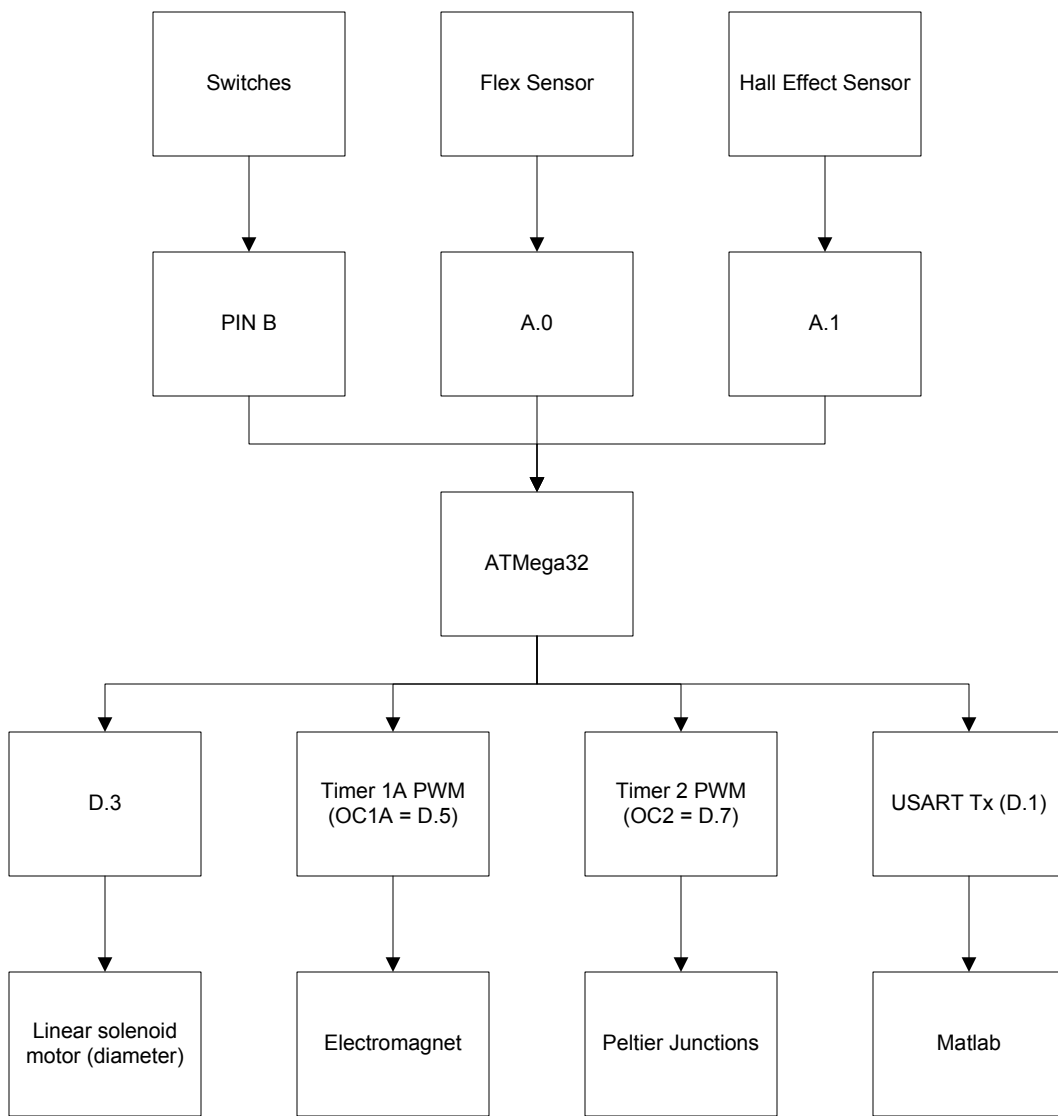 Switches
Flex Sensor
Hall Effect Sensor
PIN B
A.0
A.1
ATMega32
D.3
Timer 1A PWM
(OC1A = D.5)
Timer 2 PWM
(OC2 = D.7)
USART Tx (D.1)
Linear solenoid
motor (diameter)
Electromagnet
Peltier Junctions
Matlab